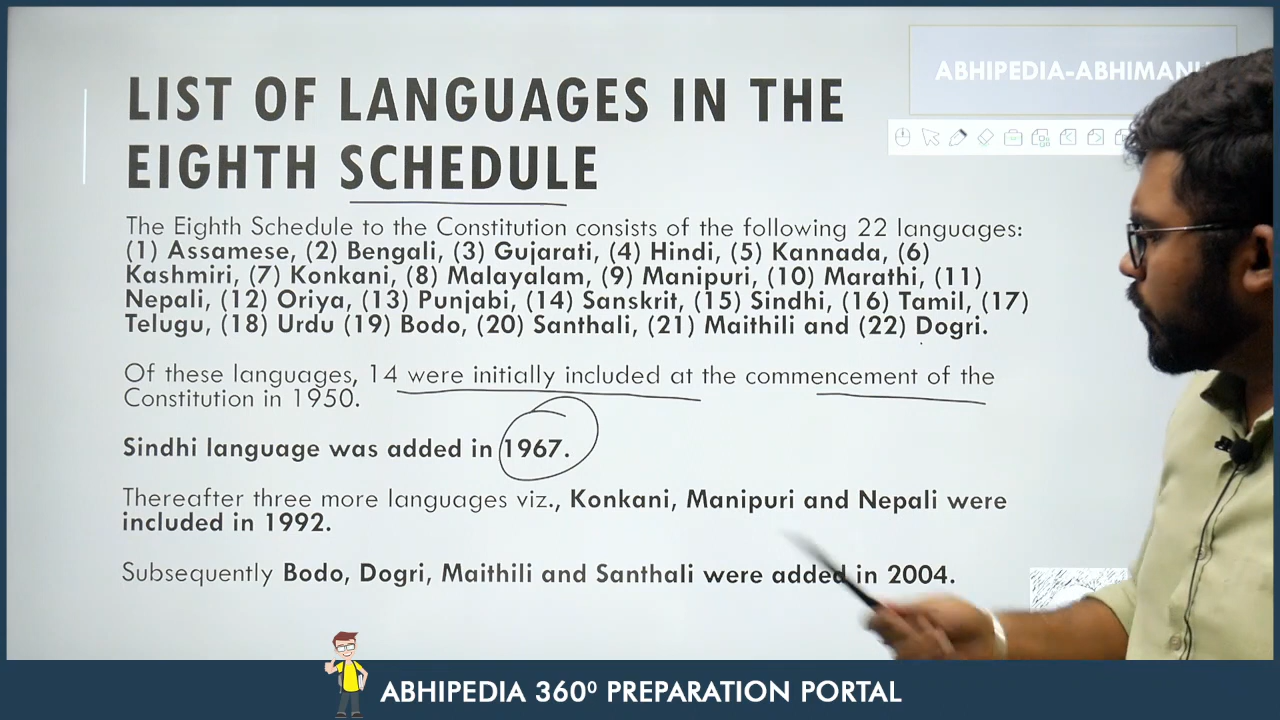 ABHIPEDIA-ABHIMANU
LIST OF LANGUAGES IN THE
EIGHTH SCHEDULE
The Eighth Schedule to the Constitution consists of the following 22 languages:
(1) Assamese, (2) Bengali, (3) Gujarati, (4) Hindi, (5) Kannada, (6)
Kashmiri, (7) Konkani, (8) Malayalam, (9) Manipuri, (10) Marathi, (11)
Nepali, (12) Oriya, (13) Punjabi, (14) Sanskrit, (15) Sindhi, (16) Tamil, (17)
Telugu, (18) Urdu (19) Bodo, (20) Santhali, (21) Maithili and (22) Dogri.
Of these languages, 14 were initially included at the commencement of the
Constitution in 1950.
Sindhi language was added in 1967.
Thereafter three more languages viz., Konkani, Manipuri and Nepali were
included in 1992.
Subsequently Bodo, Dogri, Maithili and Santhali were added in 2004.
ABHIPEDIA 360⁰ PREPARATION PORTAL